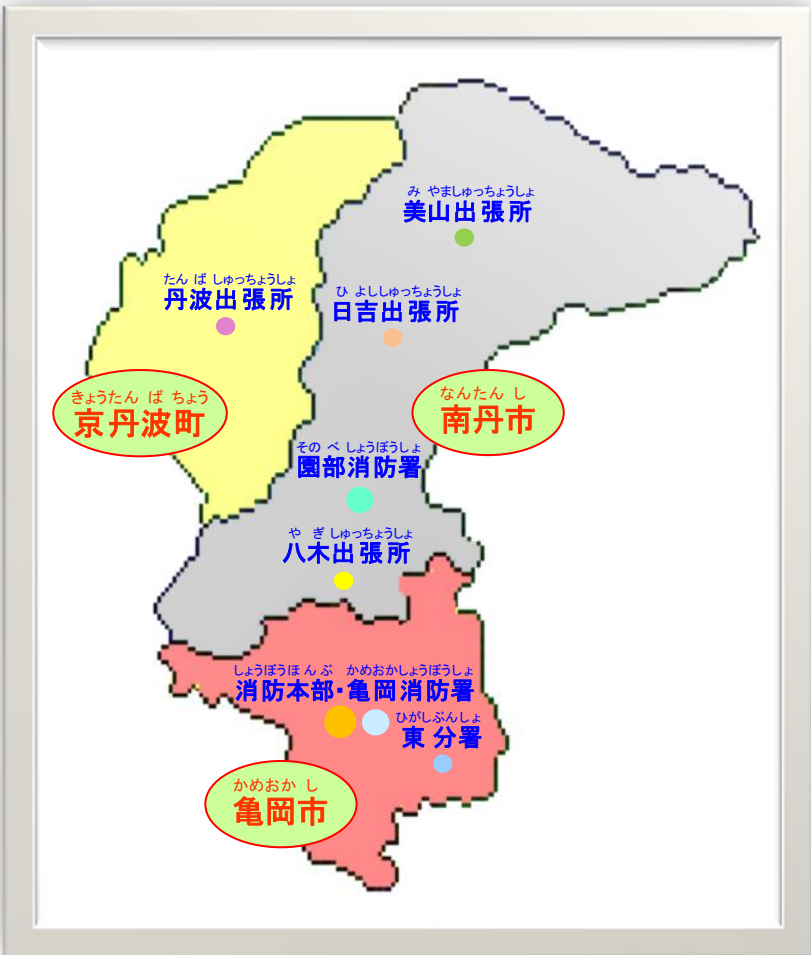 み やましゅっちょうしょ
美山出張所
たん ば しゅっちょうしょ
丹波出張所
ひ よししゅっちょうしょ
日吉出張所
きょうたん ば ちょう
京丹波町
なんたん し
南丹市
そのべ しょうぼうしょ
園部消防署
や ぎ しゅっちょうしょ
八木出張所
しょうぼうほんぶ かめおかしょうぼうしょ
消防本部・亀岡消防署
ひがしぶんしょ
東 分署
かめおか し
亀岡市